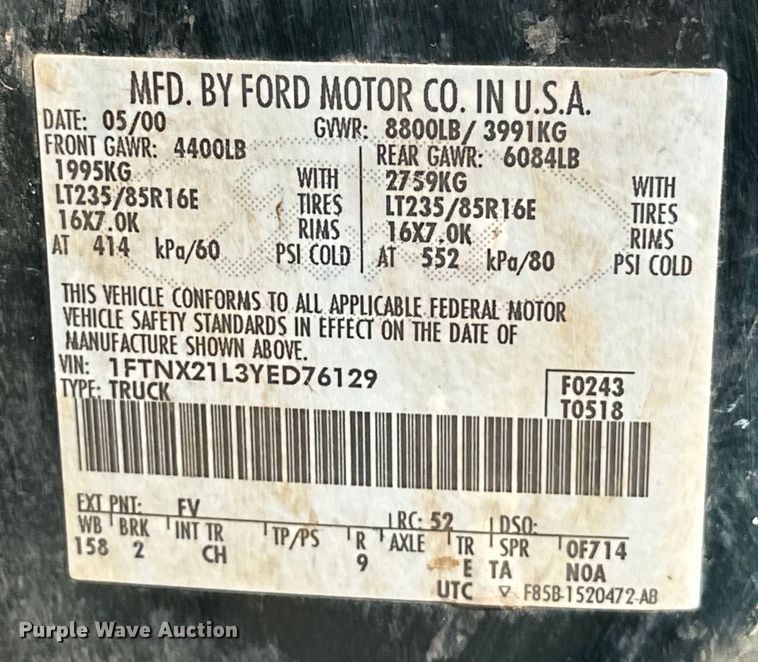 MFD. BY FORD MOTOR CO. IN U.S.A.
DATE: 05/00 GVWR: 8800LB/ 3991KG
FRONT GAWR: 4400LB REAR GAWR: 6084LB
1995KG WITH 2759KG WITH
LT235/85R16E TIRES LT235/85R16E TIRES
16X7.0K RIMS 16X7.0K RIMS
AT 414 kPa/60 PSI COLD AT 552 kPa/80 PSI COLD
THIS VEHICLE CONFORMS TO ALL APPLICABLE FEDERAL MOTOR
VEHICLE SAFETY STANDARDS IN EFFECT ON THE DATE OF
MANUFACTURE SHOWN ABOVE.
VIN: 1FTNX21L3YED76129 F0243
TYPE: TRUCK T0518
EXT PNT: FV RC: 52 DSO:
WB BRK INT TR TP/PS R AXLE TR SPR 0F714
158 2 CH 9 E TA N0A
UTC ▽ F85B-1520472-AB
Purple Wave Auction